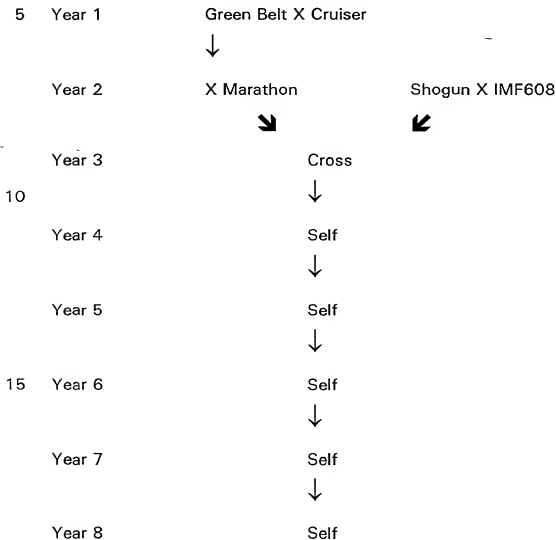 5 Year 1 Green Belt X Cruiser
↓
Year 2 X Marathon Shogun X IMF608
Year 3 Cross
10 ↓
Year 4 Self
↓
Year 5 Self
↓
15 Year 6 Self
↓
Year 7 Self
↓
Year 8 Self